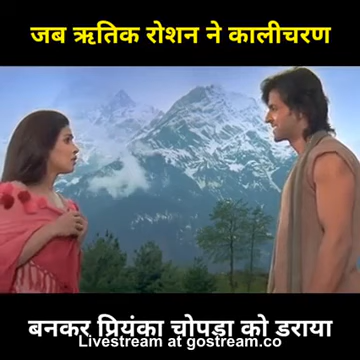 जब ऋतिक रोशन ने कालीचरण
बनकर प्रियंका चोपड़ा को डराया
Livestream at gostream.co